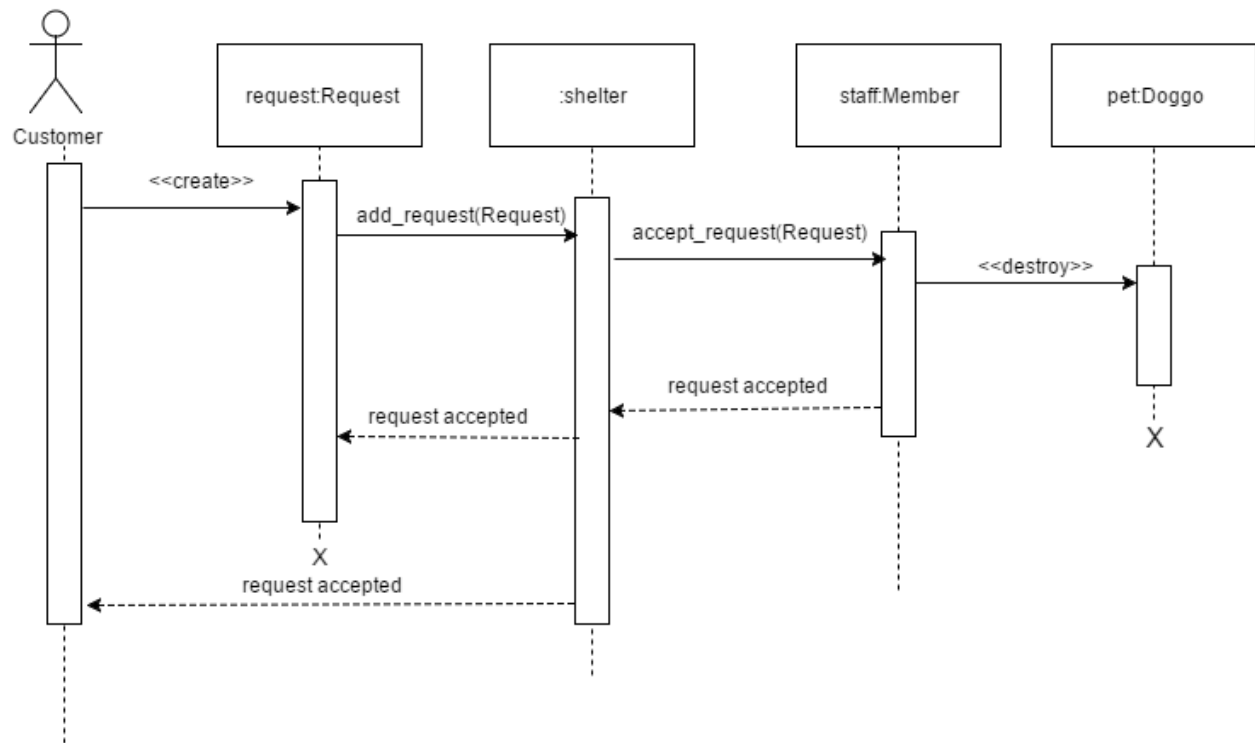 Customer
request:Request
:shelter
staff:Member
pet:Doggo
<<create>>
add_request(Request)
accept_request(Request)
<<destroy>>
request accepted
request accepted
X
X
request accepted